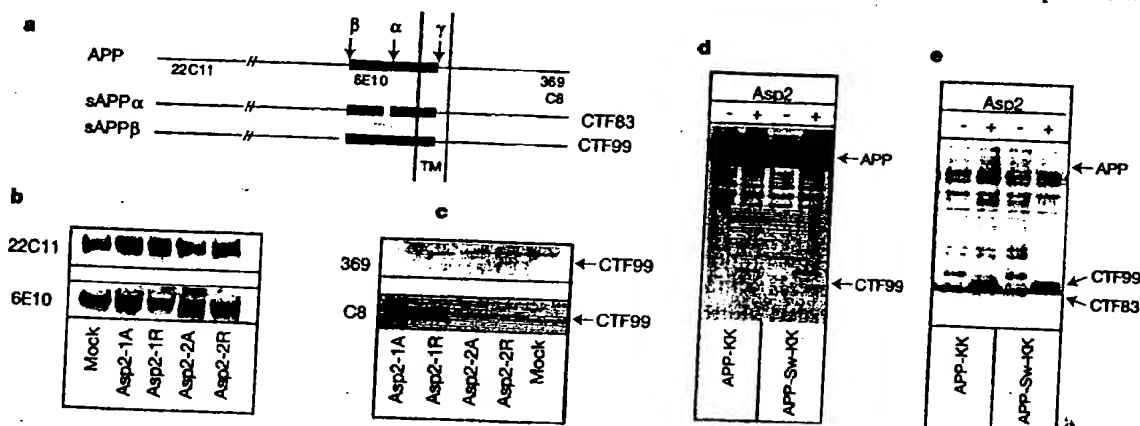 a
β α γ
APP
22C11
6E10
369
C8
sAPPα
CTF83
sAPPβ
CTF99
TM
b
22C11
6E10
Mock
Asp2-1A
Asp2-1R
Asp2-2A
Asp2-2R
c
369
CTF99
C8
CTF99
Asp2-1A
Asp2-1R
Asp2-2A
Asp2-2R
Mock
d
Asp2
- + - +
APP
CTF99
APP-KK
APP-Sw-KK
e
Asp2
- + - +
APP
CTF99
CTF83
APP-KK
APP-Sw-KK